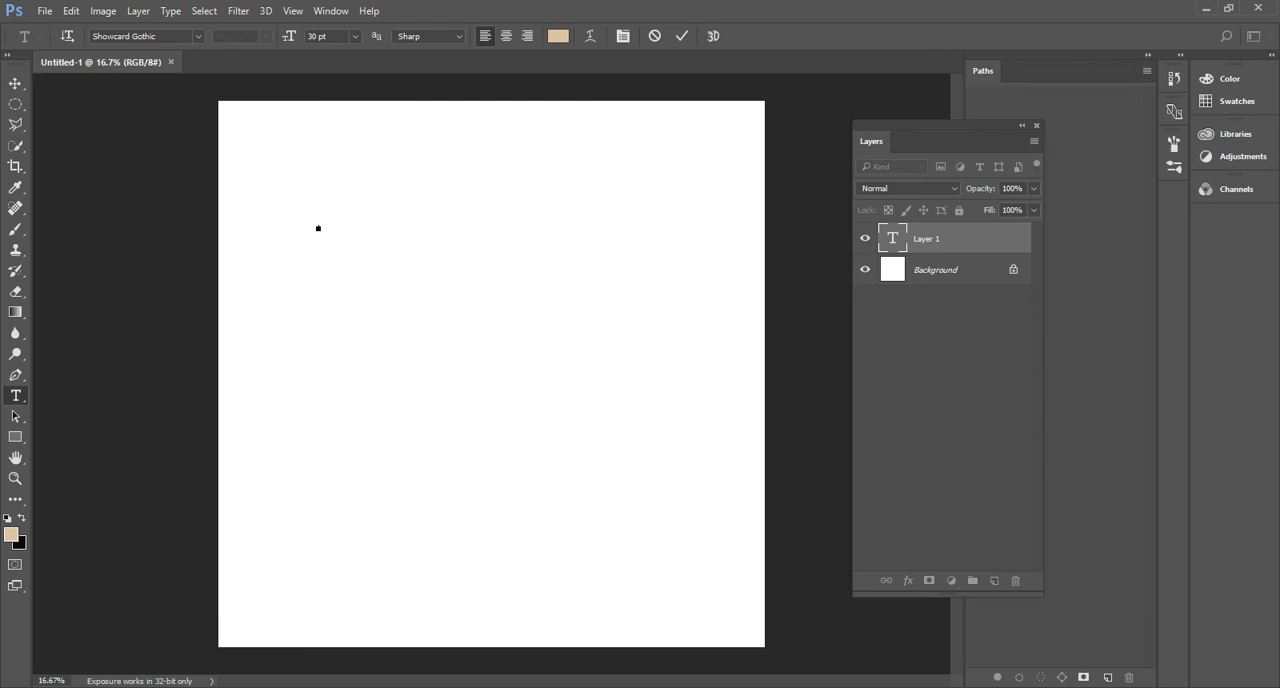 Ps File Edit Image Layer Type Select Filter 3D View Window Help
T T Showcard Gothic T 30 pt aa Sharp 3D
Untitled-1 @ 16.7% (RGB/8#) ×
Paths
Color
Swatches
Libraries
Adjustments
Channels
Layers
Kind T
Normal Opacity: 100%
Lock: Fill: 100%
T Layer 1
Background
fx
T
16.67% Exposure works in 32-bit only